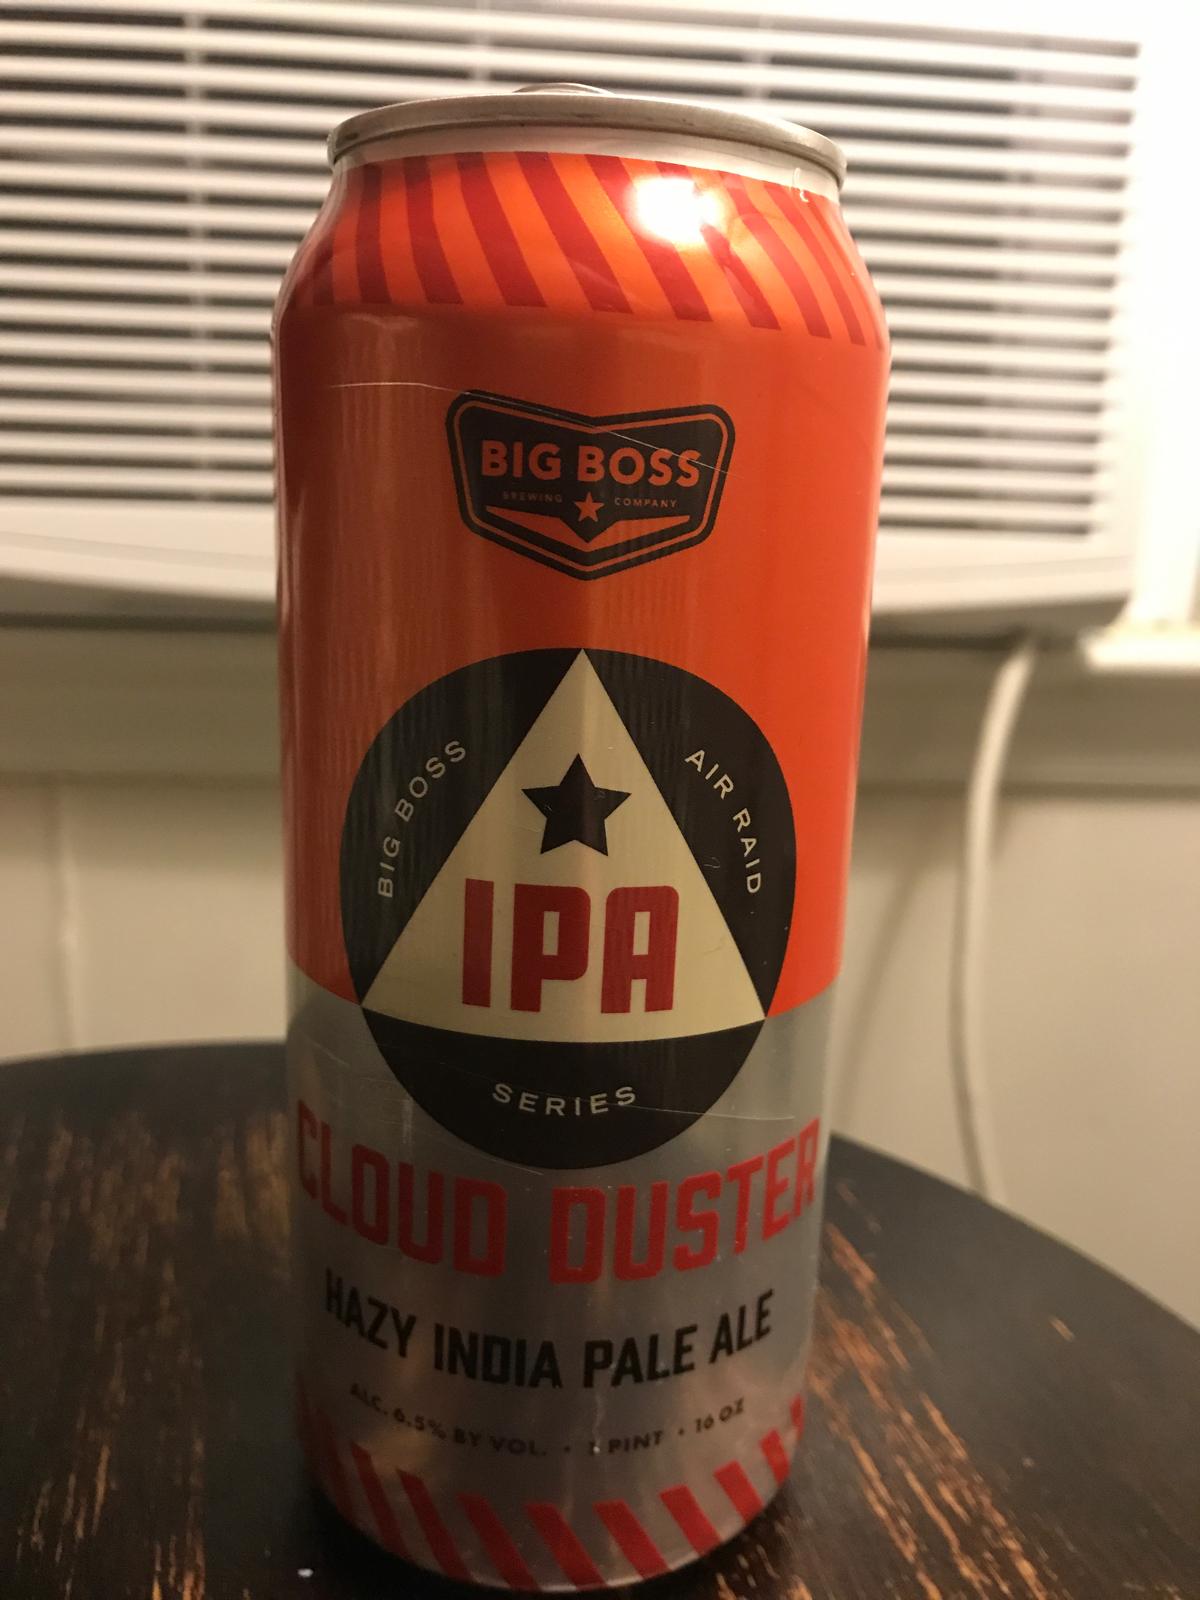 BIG BOSS
BREWING COMPANY
BIG BOSS
AIR RAID
IPA
SERIES
CLOUD DUSTER
HAZY INDIA PALE ALE
ALC. 6.5% BY VOL. • 1 PINT • 16 OZ